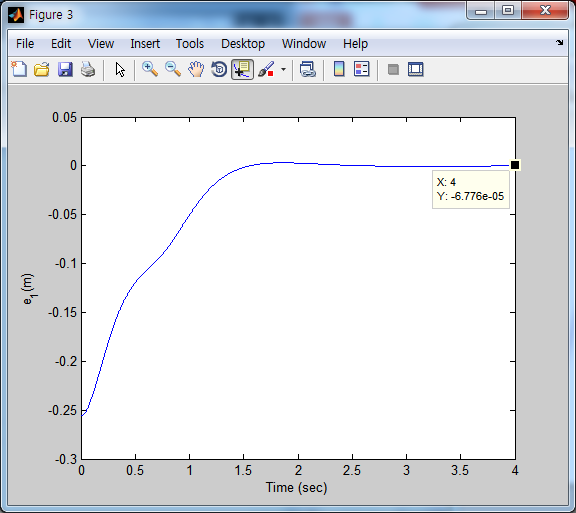 Figure 3
File Edit View Insert Tools Desktop Window Help
0.05
0
-0.05
-0.1
-0.15
-0.2
-0.25
-0.3
e1(m)
X: 4
Y: -6.776e-05
0 0.5 1 1.5 2 2.5 3 3.5 4
Time (sec)